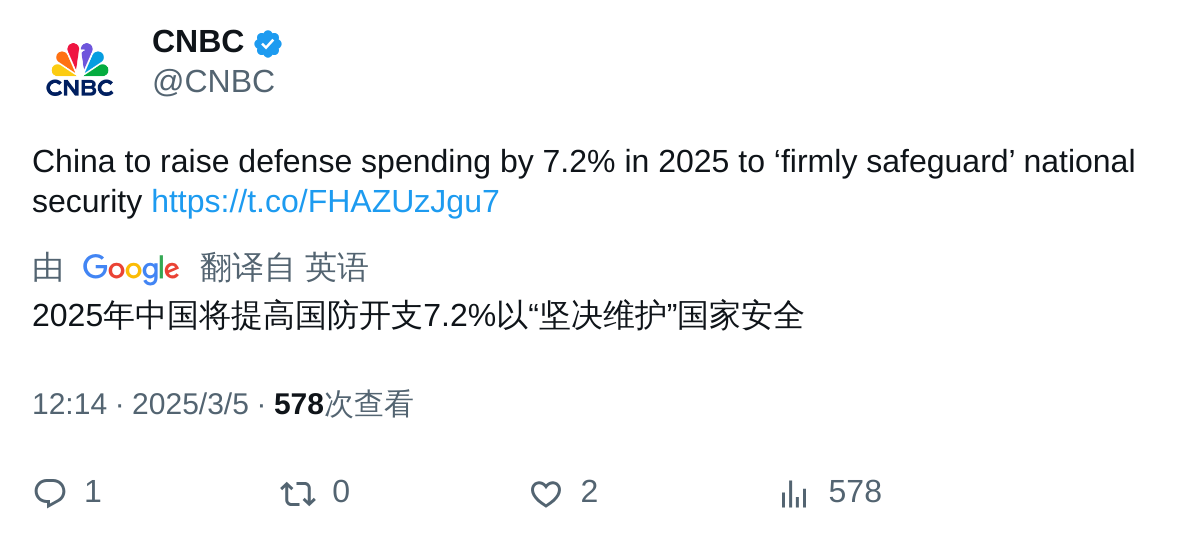 CNBC
CNBC
@CNBC
China to raise defense spending by 7.2% in 2025 to ‘firmly safeguard’ national
security https://t.co/FHAZUzJgu7
由 Google 翻译自 英语
2025年中国将提高国防开支7.2%以“坚决维护”国家安全
12:14 · 2025/3/5 · 578次查看
1 0 2 578